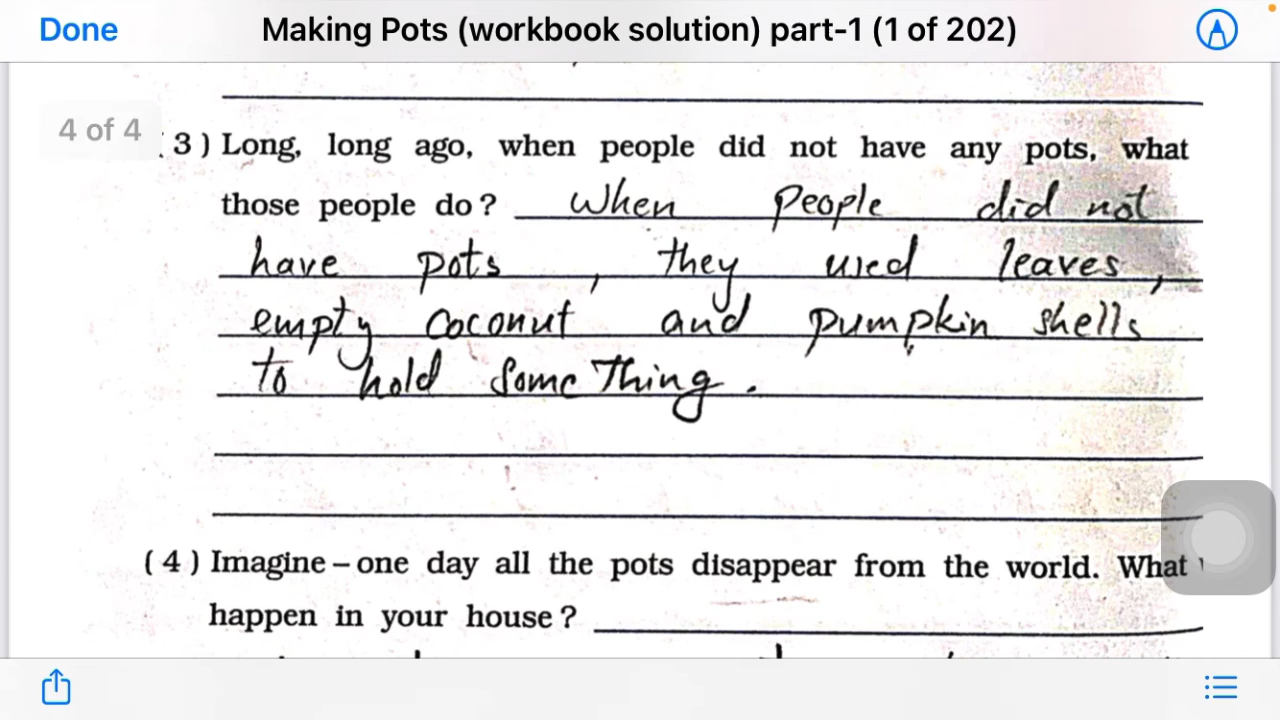 Done Making Pots (workbook solution) part-1 (1 of 202)
4 of 4
3) Long, long ago, when people did not have any pots, what
those people do? When people did not
have pots, they used leaves,
empty coconut and pumpkin shells
to hold something.
(4) Imagine – one day all the pots disappear from the world. What
happen in your house?